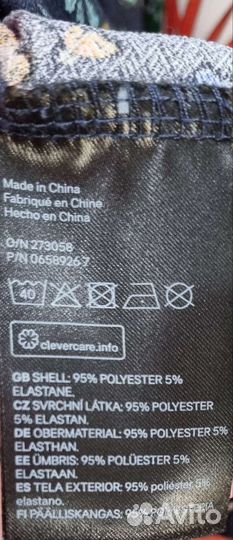 Made in China
Fabriqué en Chine
Hecho en China
O/N 273058
P/N 0658926 7
40
clevercare.info
GB SHELL: 95% POLYESTER 5%
ELASTANE.
CZ SVRCHNÍ LÁTKA: 95% POLYESTER
5% ELASTAN.
DE OBERMATERIAL: 95% POLYESTER 5%
ELASTHAN.
EE ÜMBRIS: 95% POLÜESTER 5%
ELASTAAN.
ES TELA EXTERIOR: 95% poliéster 5%
elastano.
FI PÄÄLLISKANGAS: 95%
Avito